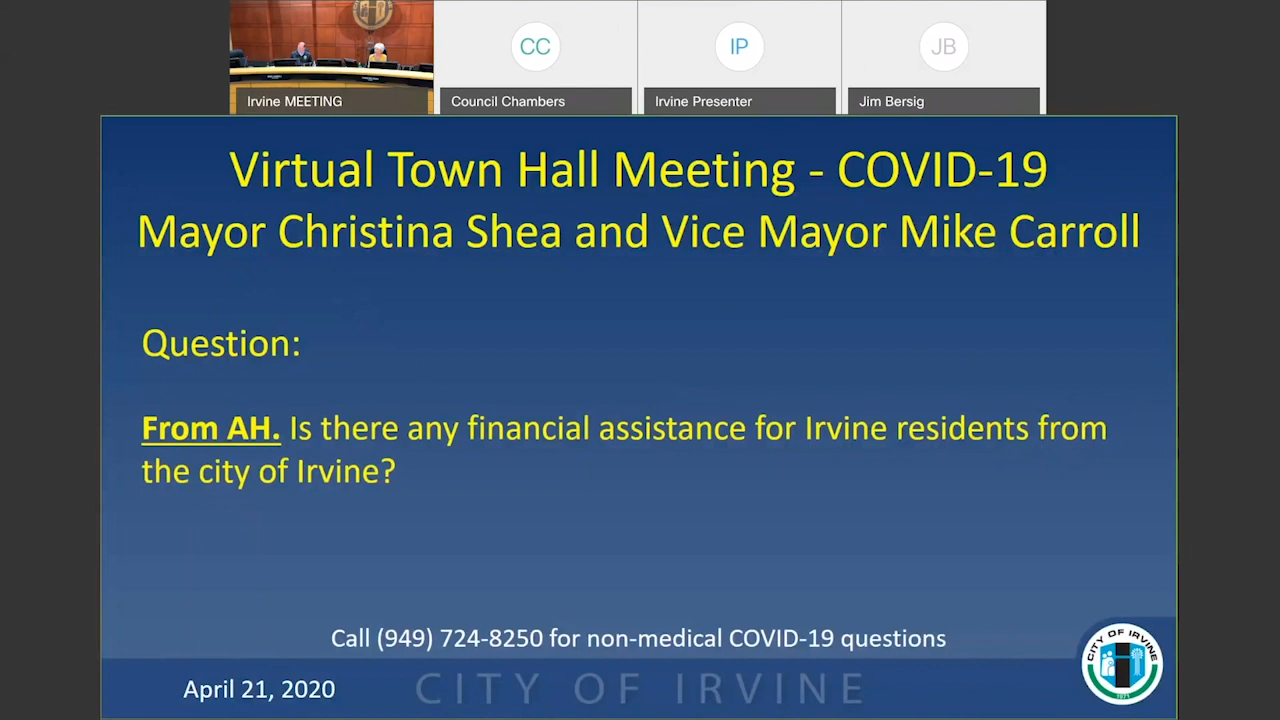 CC
IP
JB
Irvine MEETING
Council Chambers
Irvine Presenter
Jim Bersig
Virtual Town Hall Meeting - COVID-19
Mayor Christina Shea and Vice Mayor Mike Carroll
Question:
From AH. Is there any financial assistance for Irvine residents from
the city of Irvine?
Call (949) 724-8250 for non-medical COVID-19 questions
CITY OF IRVINE
1971
April 21, 2020
CITY OF IRVINE